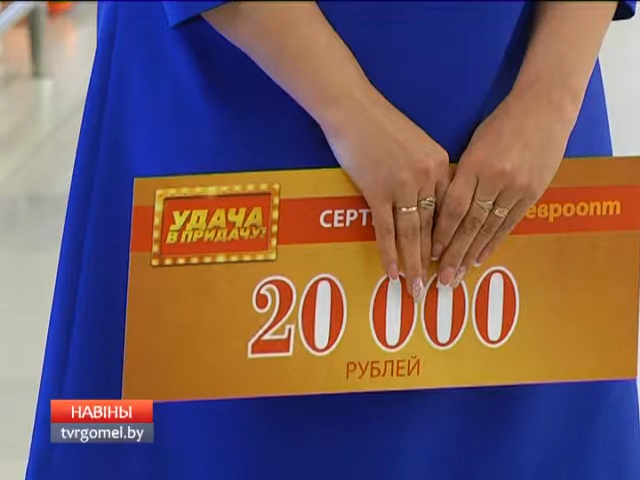 УДАЧА
В ПРИДАЧУ!
СЕРТ
евроопт
20 000
РУБЛЕЙ
НАВІНЫ
tvrgomel.by